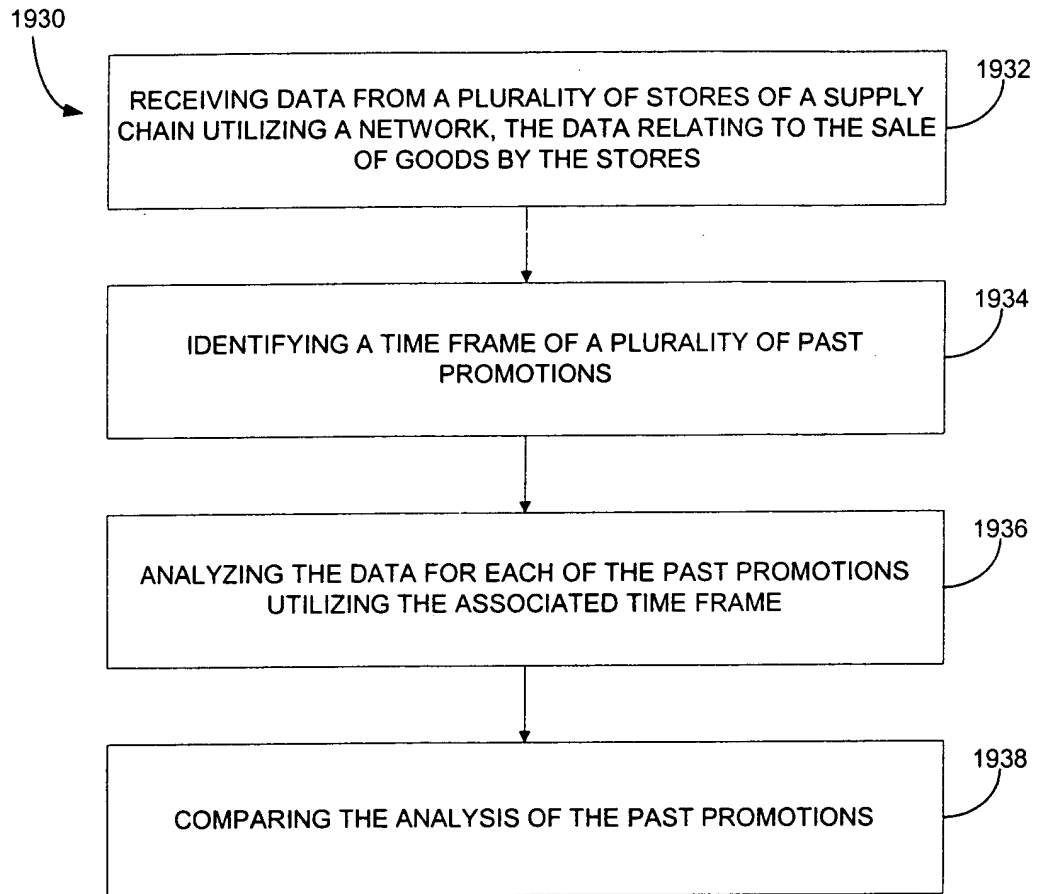 1930
1932
RECEIVING DATA FROM A PLURALITY OF STORES OF A SUPPLY
CHAIN UTILIZING A NETWORK, THE DATA RELATING TO THE SALE
OF GOODS BY THE STORES
1934
IDENTIFYING A TIME FRAME OF A PLURALITY OF PAST
PROMOTIONS
1936
ANALYZING THE DATA FOR EACH OF THE PAST PROMOTIONS
UTILIZING THE ASSOCIATED TIME FRAME
1938
COMPARING THE ANALYSIS OF THE PAST PROMOTIONS